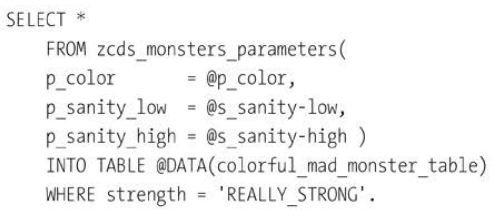 SELECT *
FROM zcds_monsters_parameters(
p_color = @p_color,
p_sanity_low = @s_sanity-low,
p_sanity_high = @s_sanity-high )
INTO TABLE @DATA(colorful_mad_monster_table)
WHERE strength = 'REALLY_STRONG'.